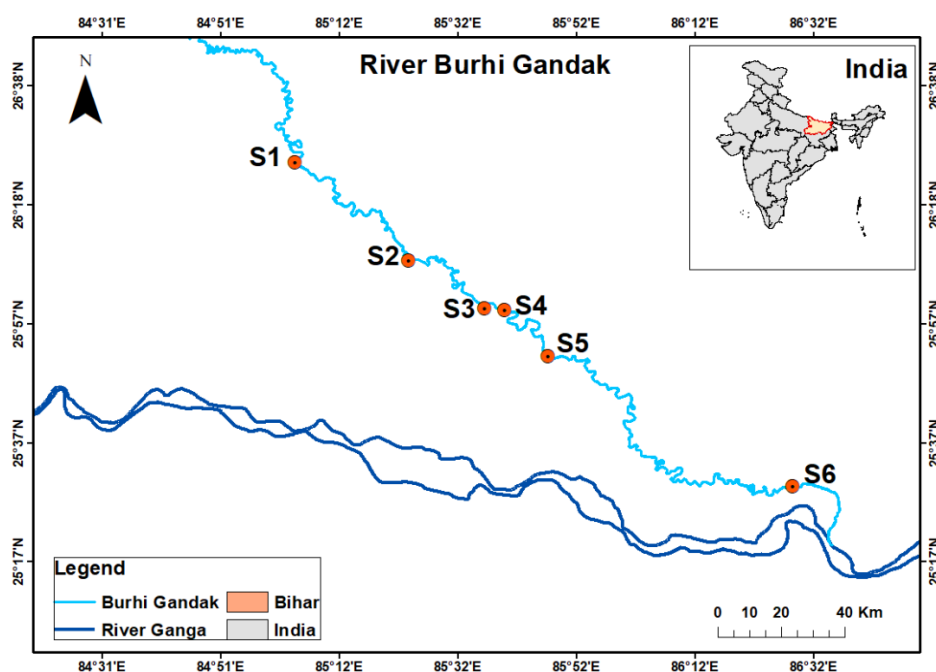 84°31'E 84°51'E 85°12'E 85°32'E 85°52'E 86°12'E 86°32'E
River Burhi Gandak
India
N
26°38'N 26°38'N
S1
26°18'N 26°18'N
S2
S3 S4
25°57'N 25°57'N
S5
26°37'N 26°37'N
S6
25°17'N 25°17'N
Legend
Burhi Gandak Bihar
River Ganga India
0 10 20 40 Km
84°31'E 84°51'E 85°12'E 85°32'E 85°52'E 86°12'E 86°32'E